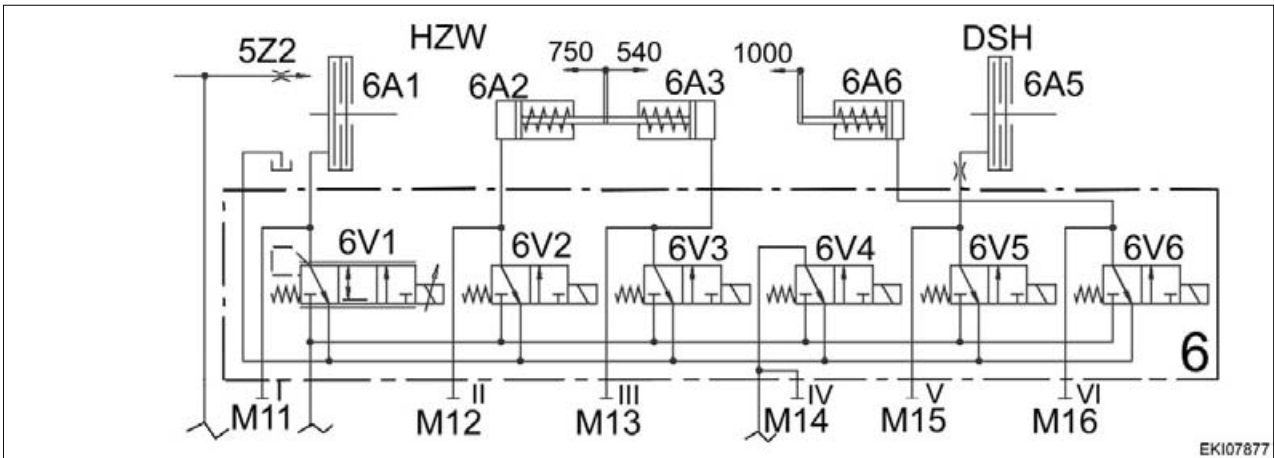 HZW DSH
5Z2 750 540 1000
6A1 6A2 6A3 6A6 6A5
6V1 6V2 6V3 6V4 6V5 6V6
6
I II III IV V VI
M11 M12 M13 M14 M15 M16
EKI07877